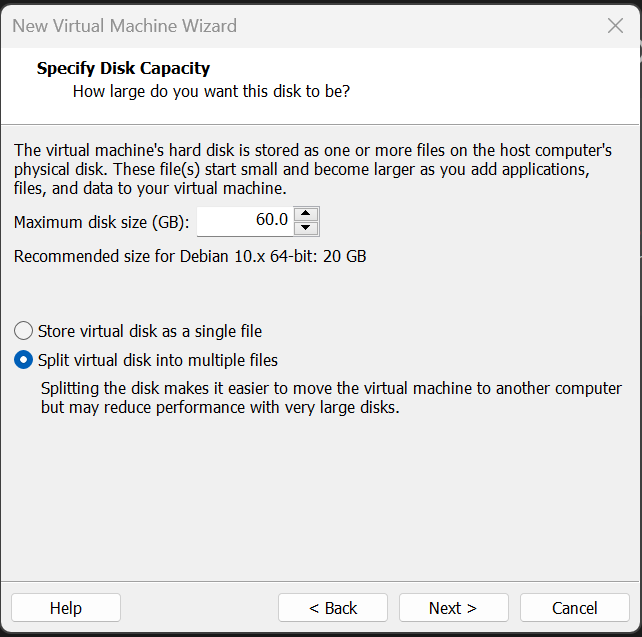 New Virtual Machine Wizard
Specify Disk Capacity
How large do you want this disk to be?
The virtual machine's hard disk is stored as one or more files on the host computer's
physical disk. These file(s) start small and become larger as you add applications,
files, and data to your virtual machine.
Maximum disk size (GB): 60.0
Recommended size for Debian 10.x 64-bit: 20 GB
Store virtual disk as a single file
Split virtual disk into multiple files
Splitting the disk makes it easier to move the virtual machine to another computer
but may reduce performance with very large disks.
Help < Back Next > Cancel